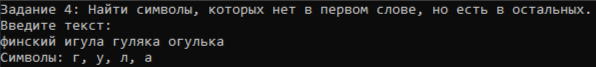 Задание 4: Найти символы, которых нет в первом слове, но есть в остальных.
Введите текст:
финский игула гуляка огулька
Символы: г, у, л, а